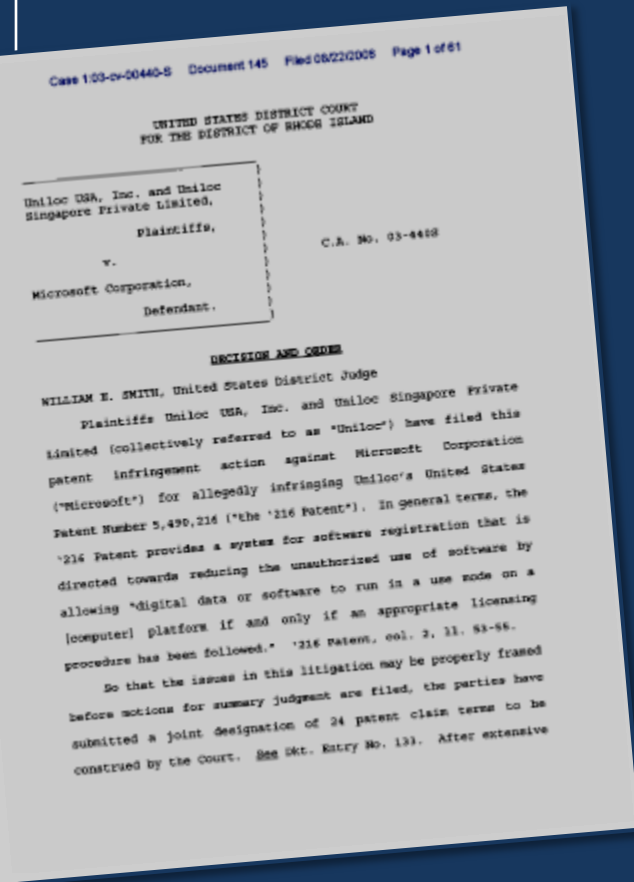 Case 1:03-cv-00440-S Document 145 Filed 08/22/2006 Page 1 of 61
UNITED STATES DISTRICT COURT
FOR THE DISTRICT OF RHODE ISLAND
Uniloc USA, Inc. and Uniloc
Singapore Private Limited,
Plaintiffs,
v.
C.A. No. 03-440S
Microsoft Corporation,
Defendant.
DECISION AND ORDER
WILLIAM E. SMITH, United States District Judge
Plaintiffs Uniloc USA, Inc. and Uniloc Singapore Private
Limited (collectively referred to as "Uniloc") have filed this
patent infringement action against Microsoft Corporation
("Microsoft") for allegedly infringing Uniloc's United States
Patent Number 5,490,216 ("the '216 Patent"). In general terms, the
'216 Patent provides a system for software registration that is
directed towards reducing the unauthorized use of software by
allowing "digital data or software to run in a use mode on a
[computer] platform if and only if an appropriate licensing
procedure has been followed." '216 Patent, col. 2, ll. 53-55.
So that the issues in this litigation may be properly framed
before motions for summary judgment are filed, the parties have
submitted a joint designation of 24 patent claim terms to be
construed by the Court. See Dkt. Entry No. 133. After extensive